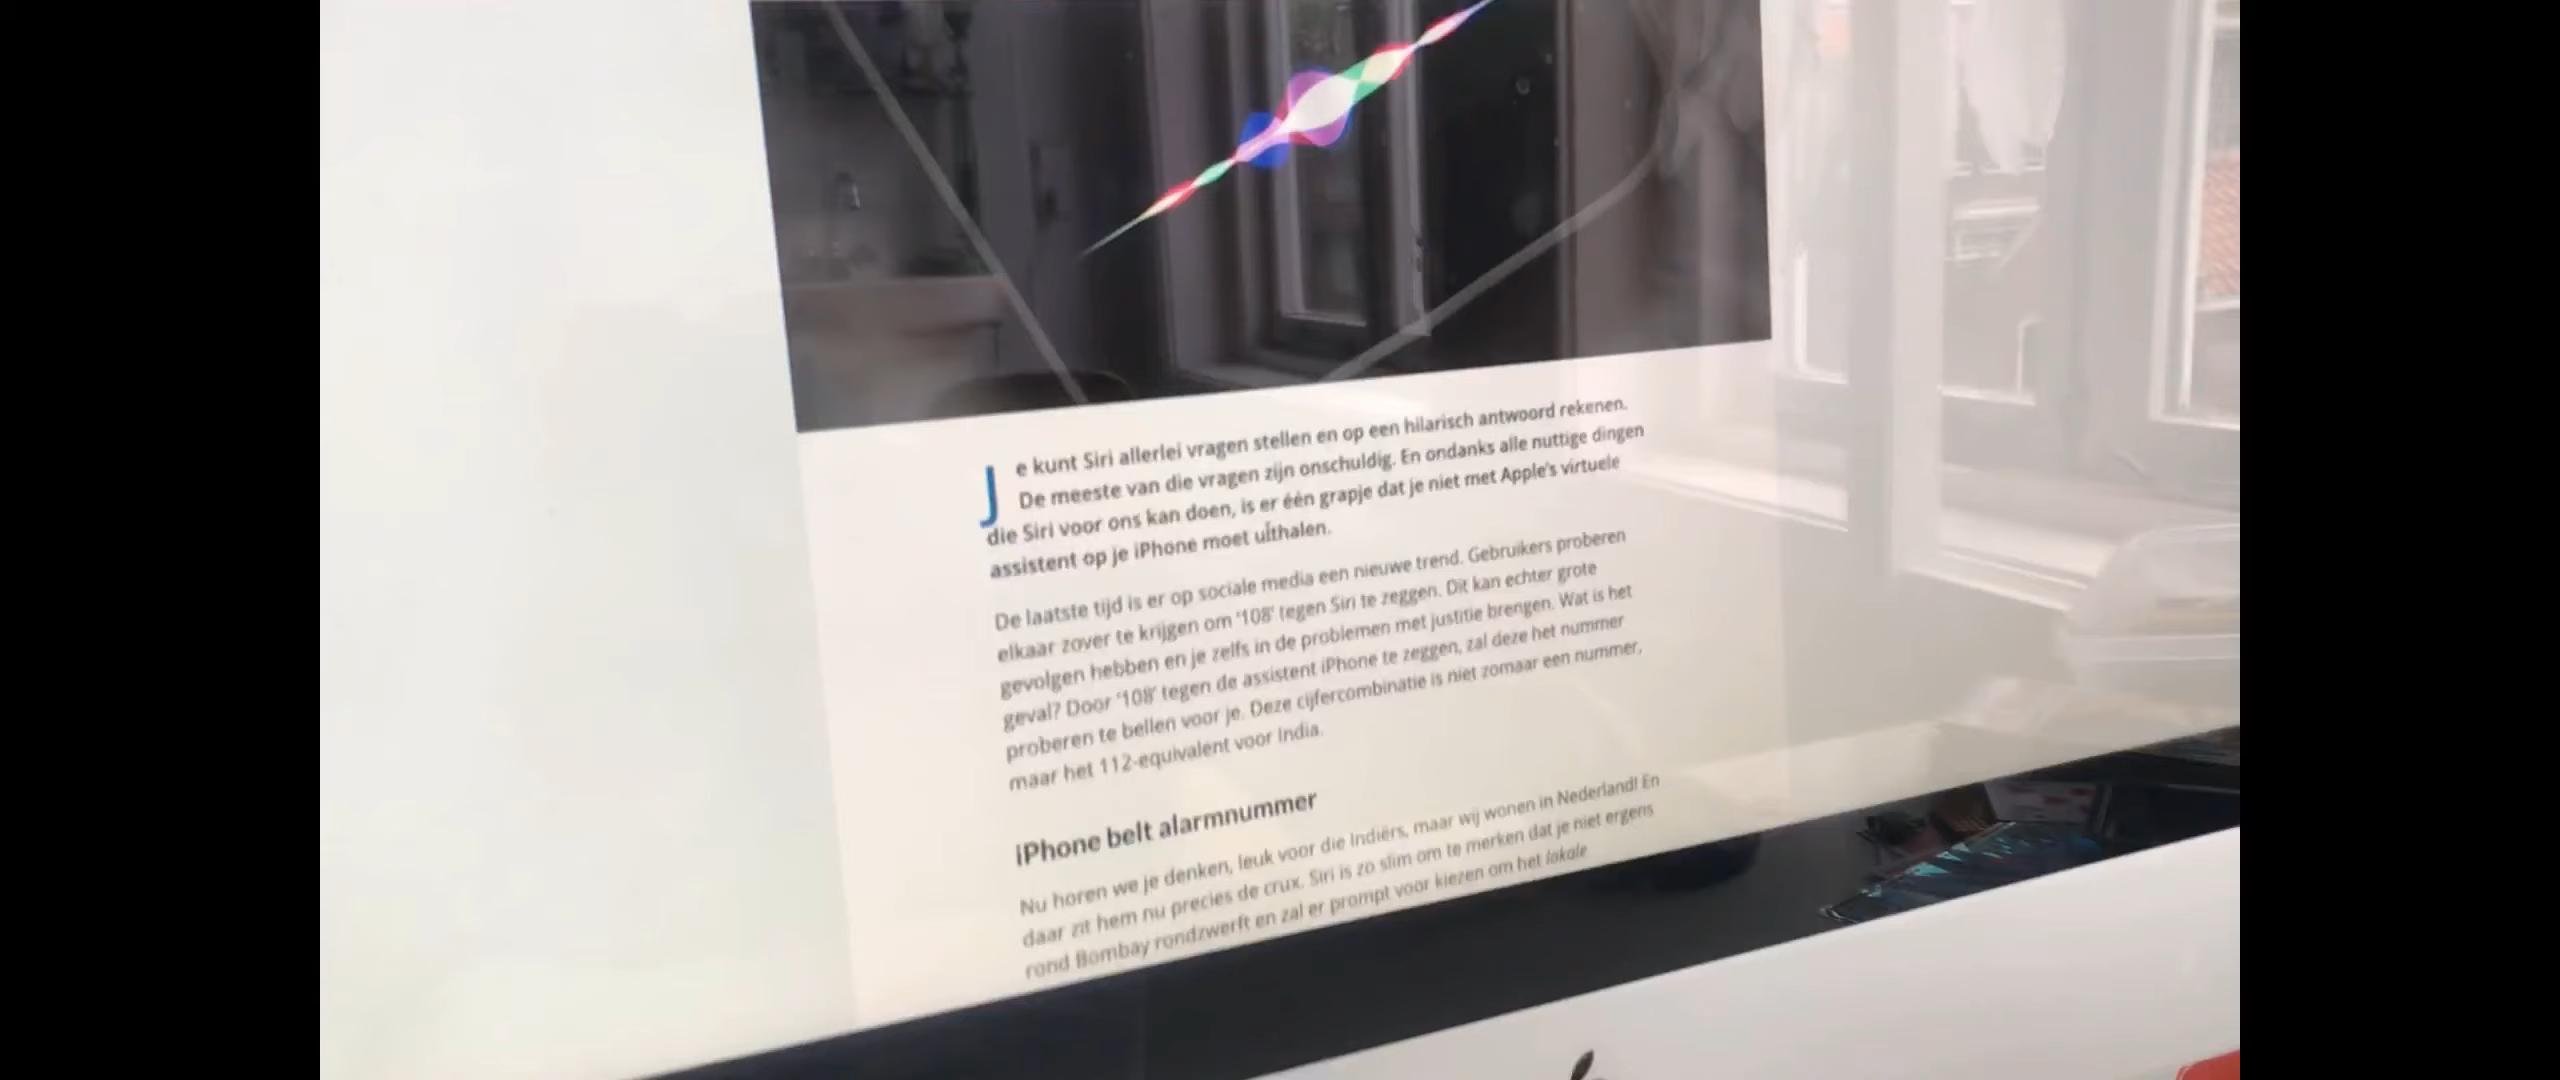 Je kunt Siri allerlei vragen stellen en op een hilarisch antwoord rekenen.
De meeste van die vragen zijn onschuldig. En ondanks alle nuttige dingen
die Siri voor ons kan doen, is er één grapje dat je niet met Apple's virtuele
assistent op je iPhone moet uithalen.
De laatste tijd is er op sociale media een nieuwe trend. Gebruikers proberen
elkaar zover te krijgen om '108' tegen Siri te zeggen. Dit kan echter grote
gevolgen hebben en je zelfs in de problemen met justitie brengen. Wat is het
geval? Door '108' tegen de assistent iPhone te zeggen, zal deze het nummer
proberen te bellen voor je. Deze cijfercombinatie is niet zomaar een nummer,
maar het 112-equivalent voor India.
iPhone belt alarmnummer
Nu horen we je denken, leuk voor die Indiërs, maar wij wonen in Nederland! En
daar zit hem nu precies de crux. Siri is zo slim om te merken dat je niet ergens
rond Bombay rondzwerft en zal er prompt voor kiezen om het lokale